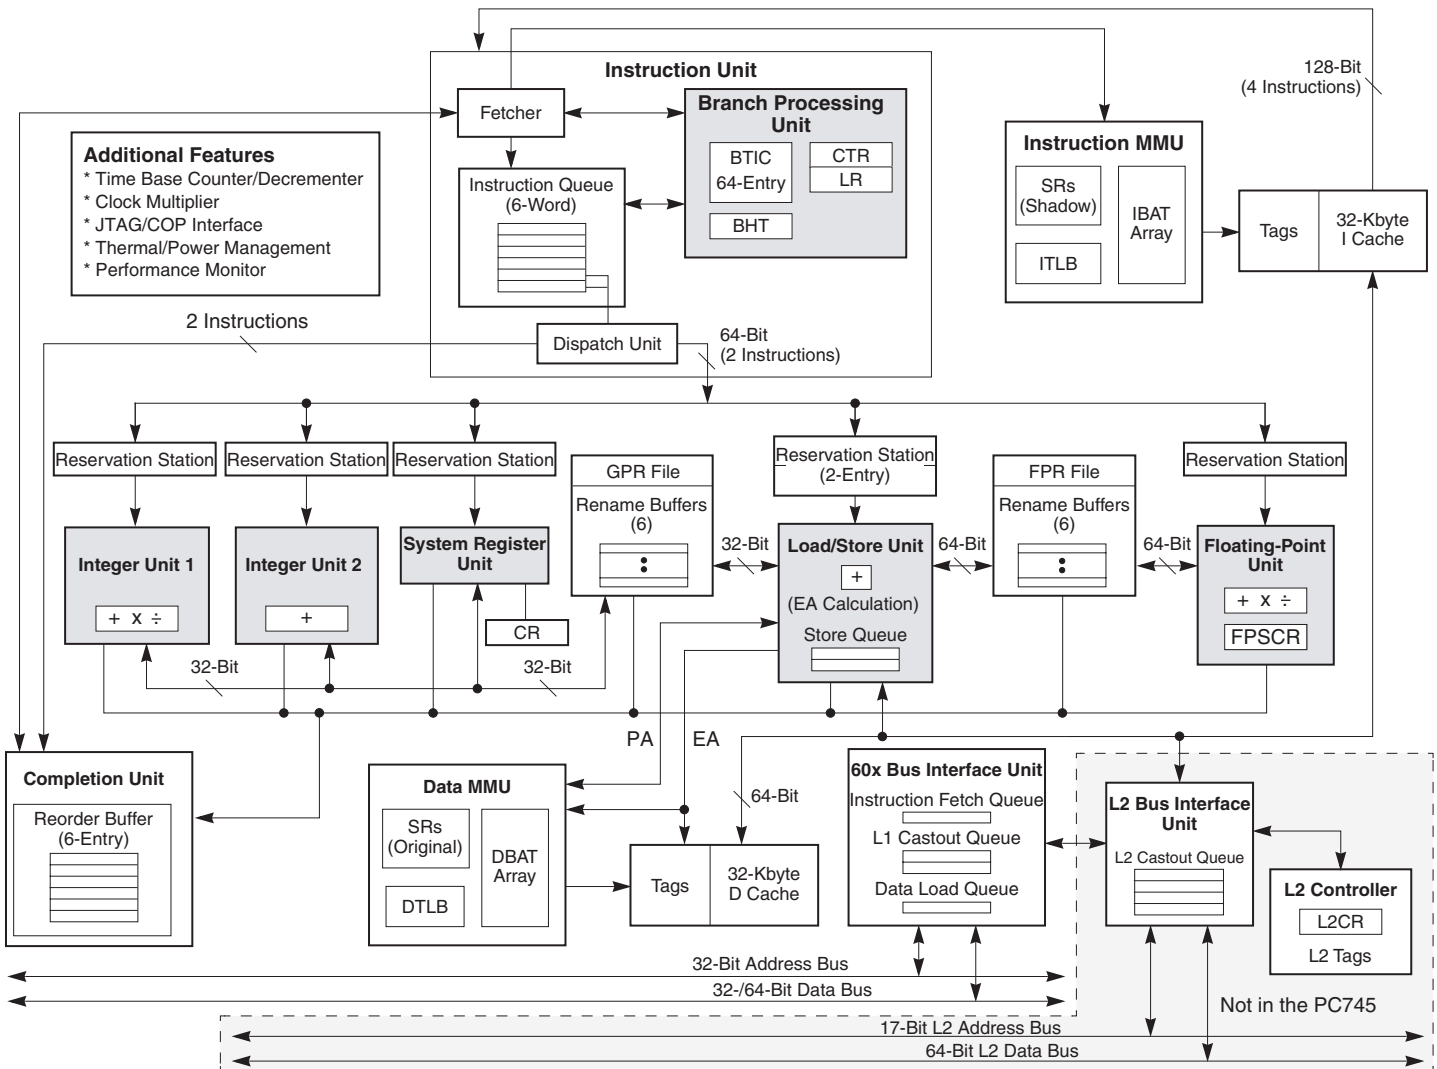 128-Bit
(4 Instructions)
Instruction Unit
Fetcher
Branch Processing
Unit
BTIC
64-Entry
CTR
LR
BHT
Instruction Queue
(6-Word)
Dispatch Unit
64-Bit
(2 Instructions)
2 Instructions
Additional Features
* Time Base Counter/Decrementer
* Clock Multiplier
* JTAG/COP Interface
* Thermal/Power Management
* Performance Monitor
Instruction MMU
SRs
(Shadow)
IBAT
Array
ITLB
Tags
32-Kbyte
I Cache
Reservation Station
Reservation Station
Reservation Station
GPR File
Rename Buffers
(6)
Reservation Station
(2-Entry)
FPR File
Rename Buffers
(6)
Reservation Station
Integer Unit 1
+ x ÷
Integer Unit 2
+
System Register
Unit
CR
32-Bit
32-Bit
32-Bit
Load/Store Unit
+
(EA Calculation)
Store Queue
64-Bit
64-Bit
Floating-Point
Unit
+ x ÷
FPSCR
PA
EA
Completion Unit
Reorder Buffer
(6-Entry)
Data MMU
SRs
(Original)
DBAT
Array
DTLB
64-Bit
Tags
32-Kbyte
D Cache
60x Bus Interface Unit
Instruction Fetch Queue
L1 Castout Queue
Data Load Queue
L2 Bus Interface
Unit
L2 Castout Queue
L2 Controller
L2CR
L2 Tags
32-Bit Address Bus
32-/64-Bit Data Bus
Not in the PC745
17-Bit L2 Address Bus
64-Bit L2 Data Bus